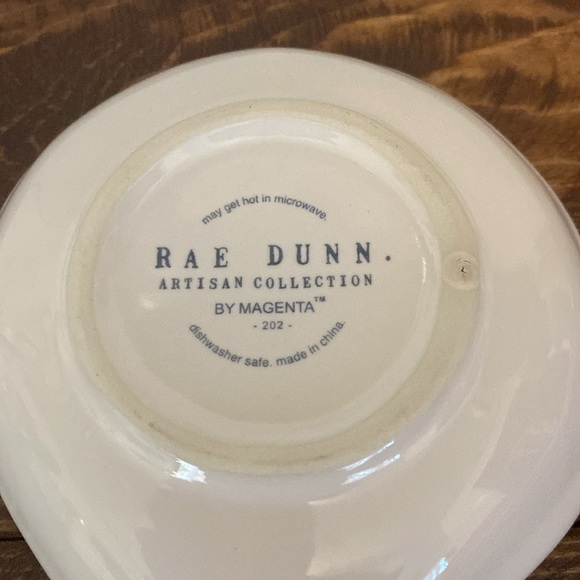 may get hot in microwave.
RAE DUNN.
ARTISAN COLLECTION
BY MAGENTA™
- 202 -
dishwasher safe. made in china.